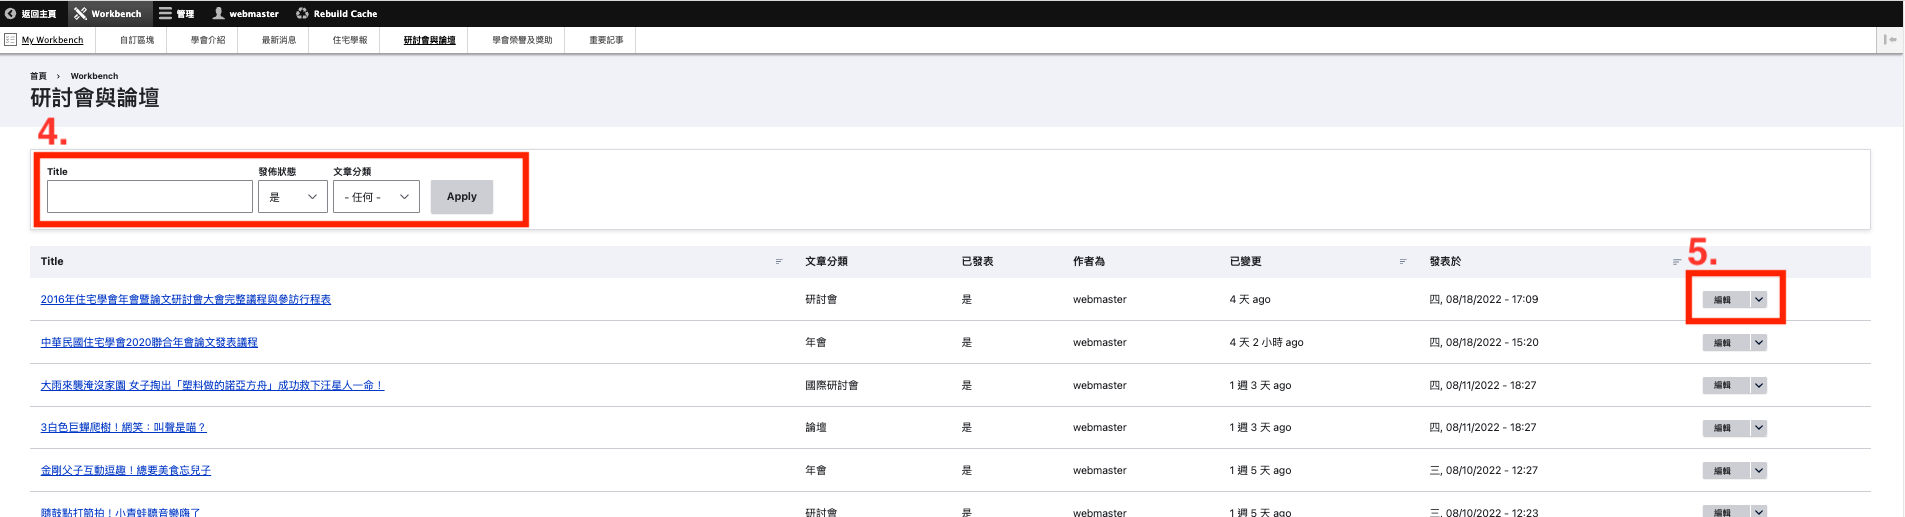 返回主頁 Workbench 管理 webmaster Rebuild Cache
My Workbench 自訂區塊 學會介紹 最新消息 住宅學報 研討會與論壇 學會榮譽及獎助 重要記事
首頁 › Workbench
研討會與論壇
4.
Title 發佈狀態 文章分類
是 - 任何 - Apply
5.
Title 文章分類 已發表 作者為 已變更 發表於
2016年住宅學會年會暨論文研討會大會完整議程與參訪行程表 研討會 是 webmaster 4 天 ago 四, 08/18/2022 - 17:09 編輯
中華民國住宅學會2020聯合年會論文發表議程 年會 是 webmaster 4 天 2 小時 ago 四, 08/18/2022 - 15:20 編輯
大雨來襲淹沒家園 女子掏出「塑料做的諾亞方舟」成功救下汪星人一命！ 國際研討會 是 webmaster 1 週 3 天 ago 四, 08/11/2022 - 18:27 編輯
3白色巨蟒爬樹！網笑：叫聲是喵？ 論壇 是 webmaster 1 週 3 天 ago 四, 08/11/2022 - 18:27 編輯
金剛父子互動逗趣！總要美食忘兒子 年會 是 webmaster 1 週 5 天 ago 三, 08/10/2022 - 12:27 編輯
隨鼓點打節拍！小青蛙聽音樂嗨了 研討會 是 webmaster 1 週 5 天 ago 三, 08/10/2022 - 12:23 編輯